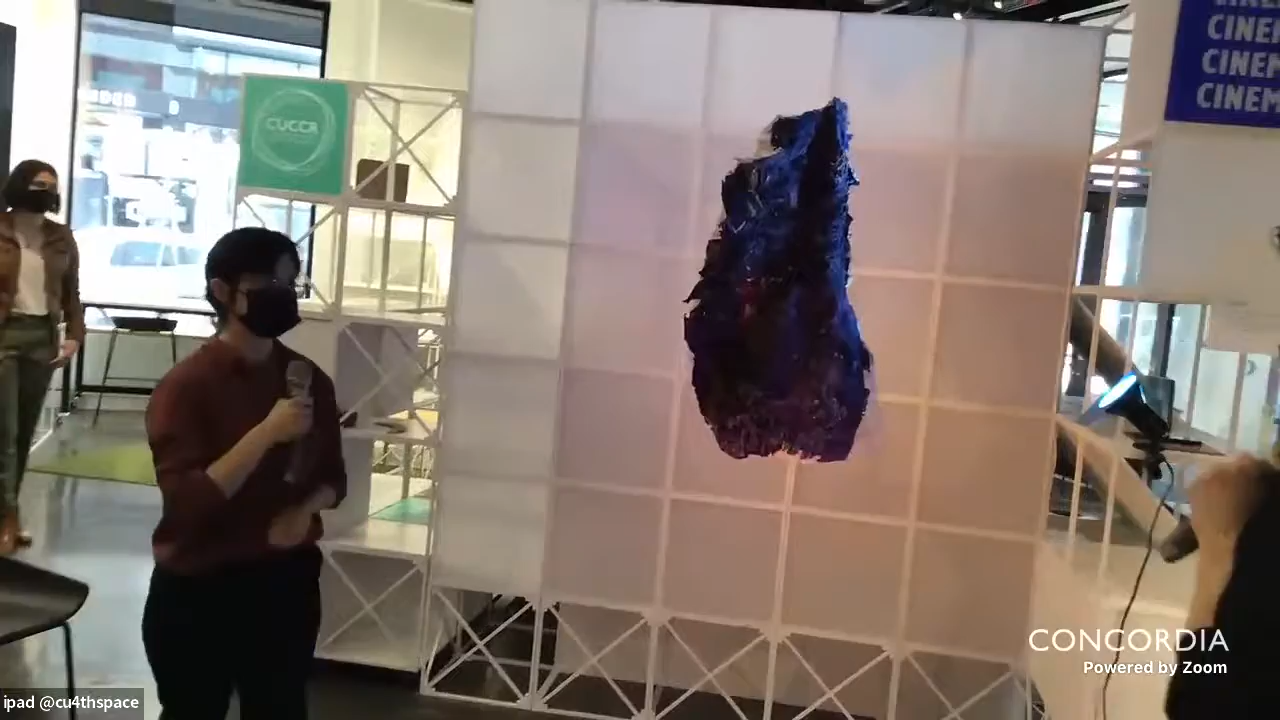 CINEM
CINEM
CINEM
CUCCR
CONCORDIA
Powered by Zoom
ipad @cu4thspace